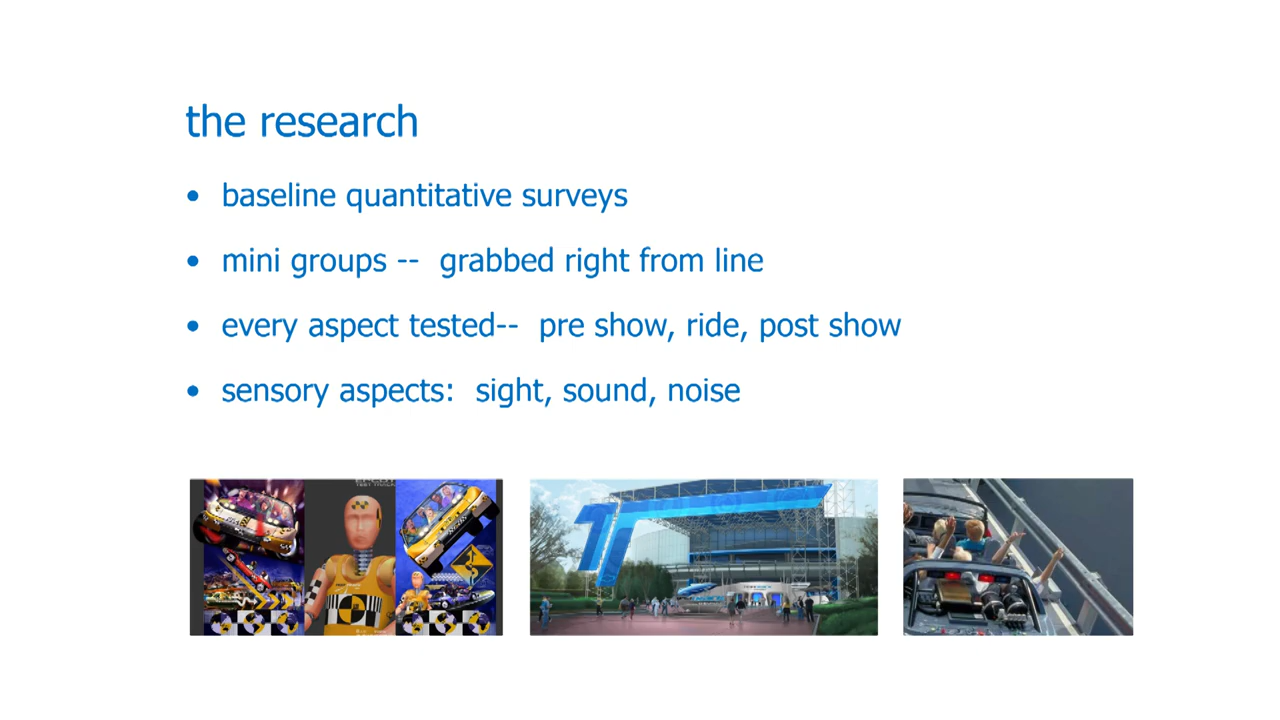 the research
• baseline quantitative surveys
• mini groups -- grabbed right from line
• every aspect tested-- pre show, ride, post show
• sensory aspects: sight, sound, noise